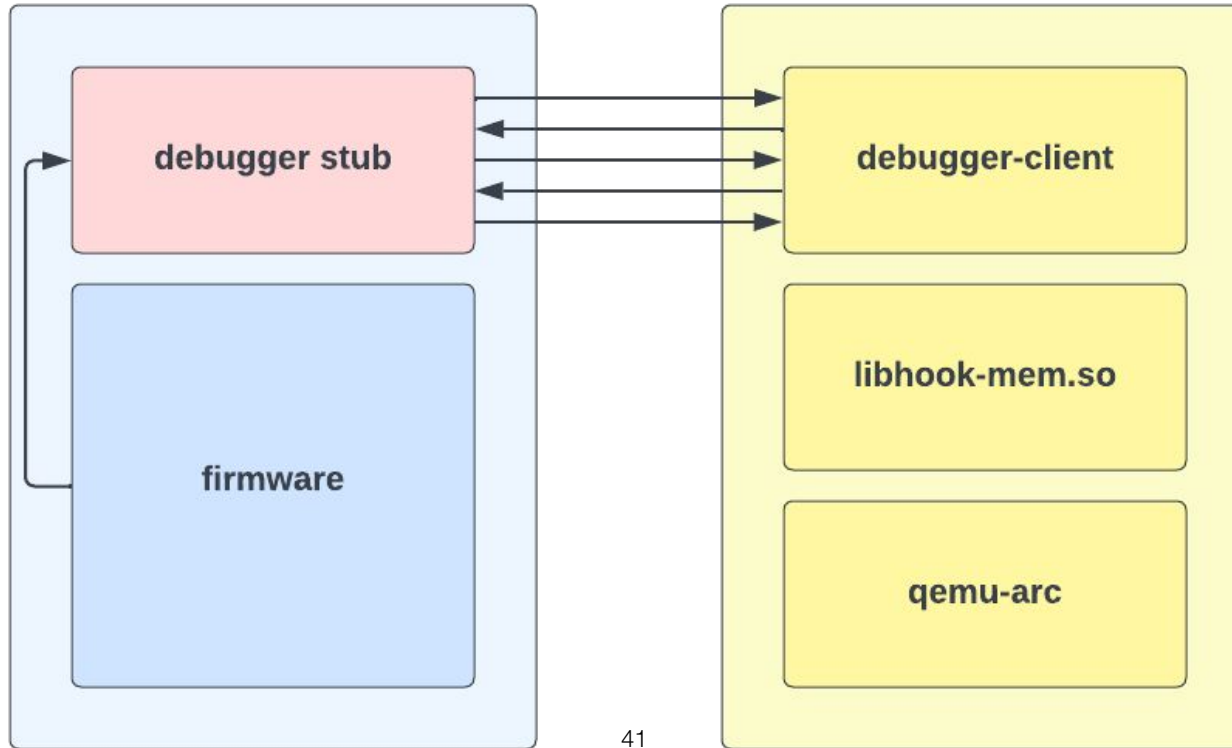 debugger stub
debugger-client
libhook-mem.so
firmware
qemu-arc
41